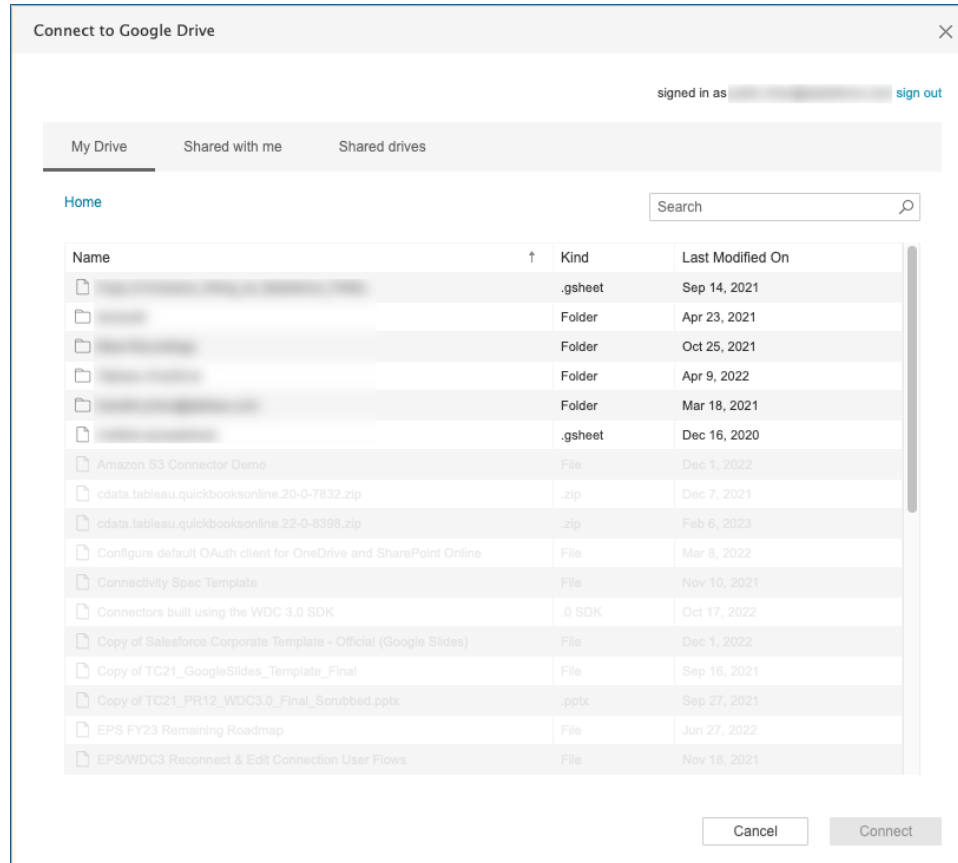 Connect to Google Drive
signed in as sign out
My Drive Shared with me Shared drives
Home Search
Name ↑ Kind Last Modified On
.gsheet Sep 14, 2021
Folder Apr 23, 2021
Folder Oct 25, 2021
Folder Apr 9, 2022
Folder Mar 18, 2021
.gsheet Dec 16, 2020
Amazon S3 Connector Demo File Dec 1, 2022
cdata.tableau.quickbooksonline.20-0-7832.zip .zip Dec 7, 2021
cdata.tableau.quickbooksonline.22-0-8398.zip .zip Feb 6, 2023
Configure default OAuth client for OneDrive and SharePoint Online File Mar 8, 2022
Connectivity Spec Template File Nov 10, 2021
Connectors built using the WDC 3.0 SDK .0 SDK Oct 17, 2022
Copy of Salesforce Corporate Template - Official (Google Slides) File Dec 1, 2022
Copy of TC21_GoogleSlides_Template_Final File Sep 16, 2021
Copy of TC21_PR12_WDC3.0_Final_Scrubbed.pptx .pptx Sep 27, 2021
EPS FY23 Remaining Roadmap File Jun 27, 2022
EPS/WDC3 Reconnect & Edit Connection User Flows File Nov 18, 2021
Cancel Connect